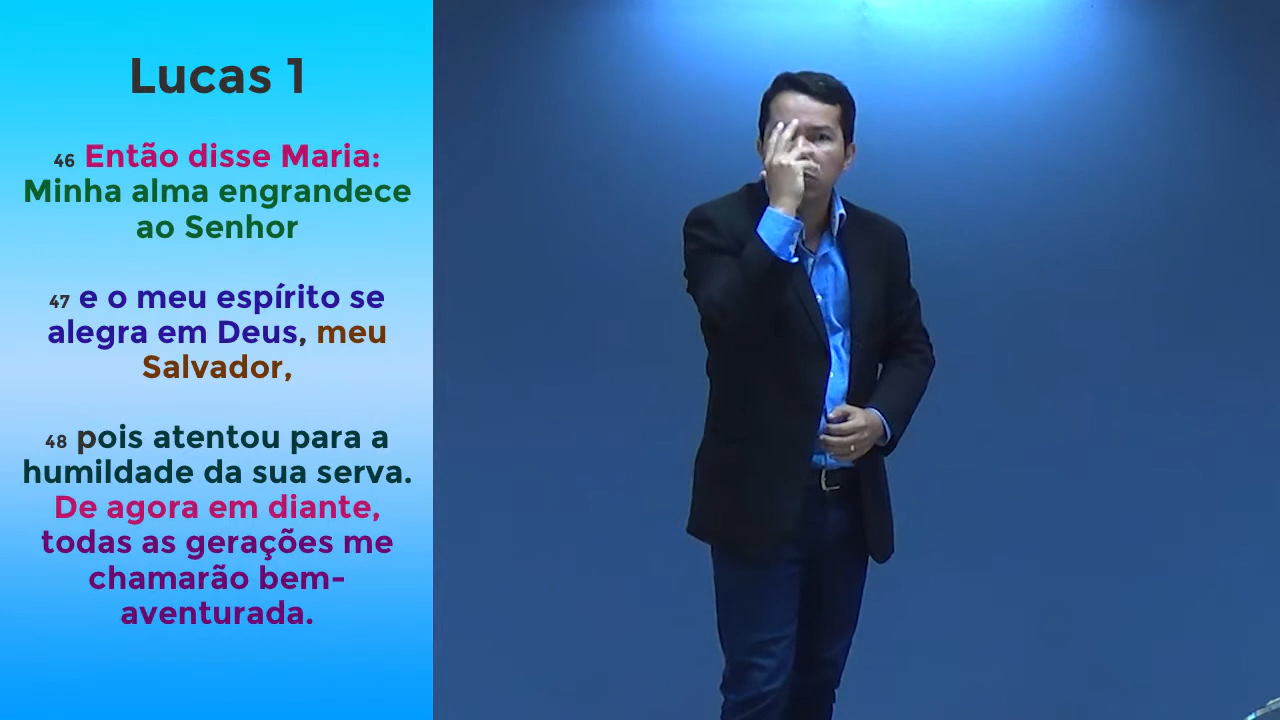 Lucas 1
46 Então disse Maria:
Minha alma engrandece
ao Senhor
47 e o meu espírito se
alegra em Deus, meu
Salvador,
48 pois atentou para a
humildade da sua serva.
De agora em diante,
todas as gerações me
chamarão bem-
aventurada.